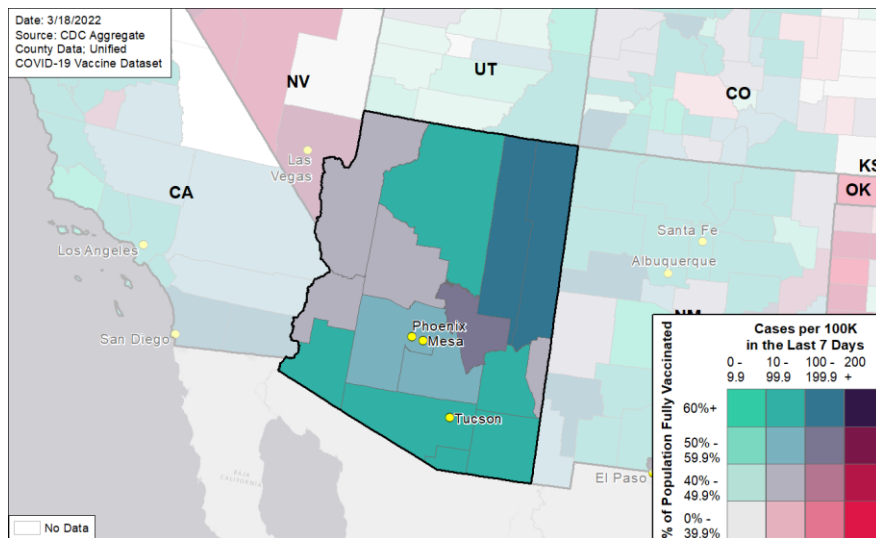 Date: 3/18/2022
Source: CDC Aggregate
County Data; Unified
COVID-19 Vaccine Dataset
UT
NV
CO
Las
Vegas
KS
CA
OK
Santa Fe
Los Angeles
Albuquerque
NM
San Diego
Phoenix
Mesa
Tucson
El Paso
BAJA
CALIFORNIA
Cases per 100K
in the Last 7 Days
0 -
9.9
10 -
99.9
100 -
199.9
200
+
% of Population Fully Vaccinated
60%+
50% -
59.9%
40% -
49.9%
0% -
39.9%
No Data